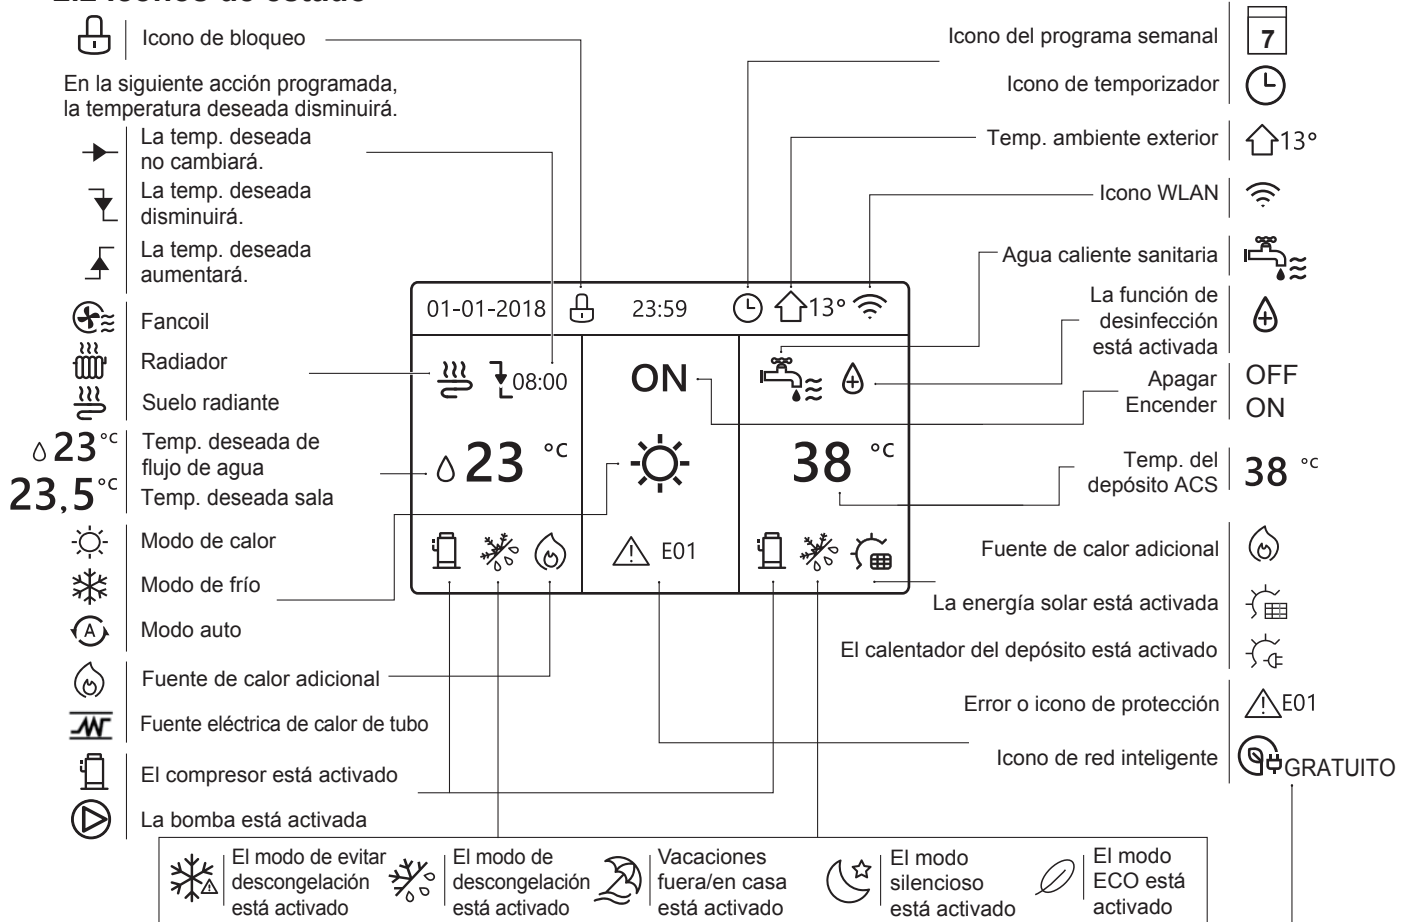 2.2 Iconos de estado
Icono de bloqueo
En la siguiente acción programada,
la temperatura deseada disminuirá.
La temp. deseada
no cambiará.
La temp. deseada
disminuirá.
La temp. deseada
aumentará.
Fancoil
Radiador
Suelo radiante
23 °C
Temp. deseada de
flujo de agua
23,5 °C
Temp. deseada sala
Modo de calor
Modo de frío
A
Modo auto
Fuente de calor adicional
Fuente eléctrica de calor de tubo
El compresor está activado
La bomba está activada
01-01-2018 23:59 13°
08:00
ON
23 °C
38 °C
E01
Icono del programa semanal
7
Icono de temporizador
Temp. ambiente exterior
13°
Icono WLAN
Agua caliente sanitaria
La función de
desinfección
está activada
Apagar
OFF
Encender
ON
Temp. del
depósito ACS
38 °C
Fuente de calor adicional
La energía solar está activada
El calentador del depósito está activado
Error o icono de protección
E01
Icono de red inteligente
GRATUITO
El modo de evitar
descongelación
está activado
El modo de
descongelación
está activado
Vacaciones
fuera/en casa
está activado
El modo
silencioso
está activado
El modo
ECO está
activado